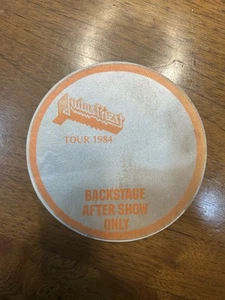 Judas Priest
TOUR 1984
BACKSTAGE
AFTER SHOW
ONLY